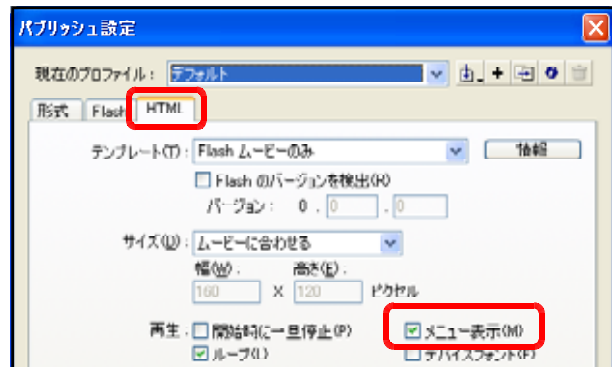 パブリッシュ設定
現在のプロファイル： デフォルト
形式 Flash HTML
テンプレート(T)： Flash ムービーのみ 情報
Flash のバージョンを検出(R)
バージョン： 0 . 0 . 0
サイズ(U)： ムービーに合わせる
幅(W)： 高さ(E)：
160 X 120 ピクセル
再生： 開始時に一旦停止(P) メニュー表示(M)
ループ(L) デバイスフォント(F)